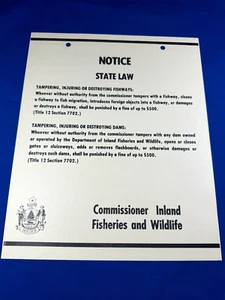 NOTICE
STATE LAW
TAMPERING, INJURING OR DESTROYING FISHWAYS:
Whoever without authority from the commissioner tampers with a fishway, closes
a fishway to fish migration, introduces foreign objects into a fishway, or damages
or destroys a fishway, shall be punished by a fine of up to $500.
(Title 12 Section 7702.)
TAMPERING, INJURING OR DESTROYING DAMS:
Whoever without authority from the commissioner tampers with any dam owned
or operated by the Department of Inland Fisheries and Wildlife, opens or closes
gates or sluiceways, adds or removes flashboards, or otherwise damages or
destroys such dams, shall be punished by a fine of up to $500.
(Title 12 Section 7702.)
Commissioner Inland
Fisheries and Wildlife